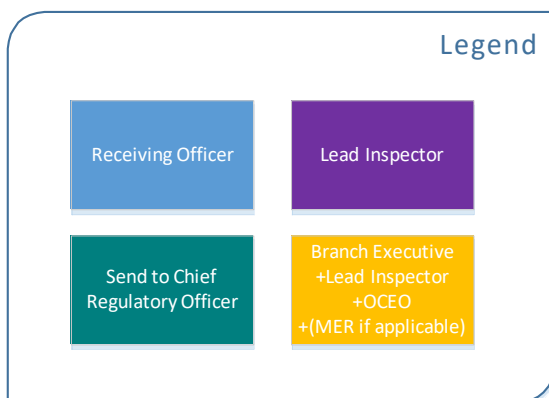 Legend
Receiving Officer
Lead Inspector
Send to Chief
Regulatory Officer
Branch Executive
+Lead Inspector
+OCEO
+(MER if applicable)